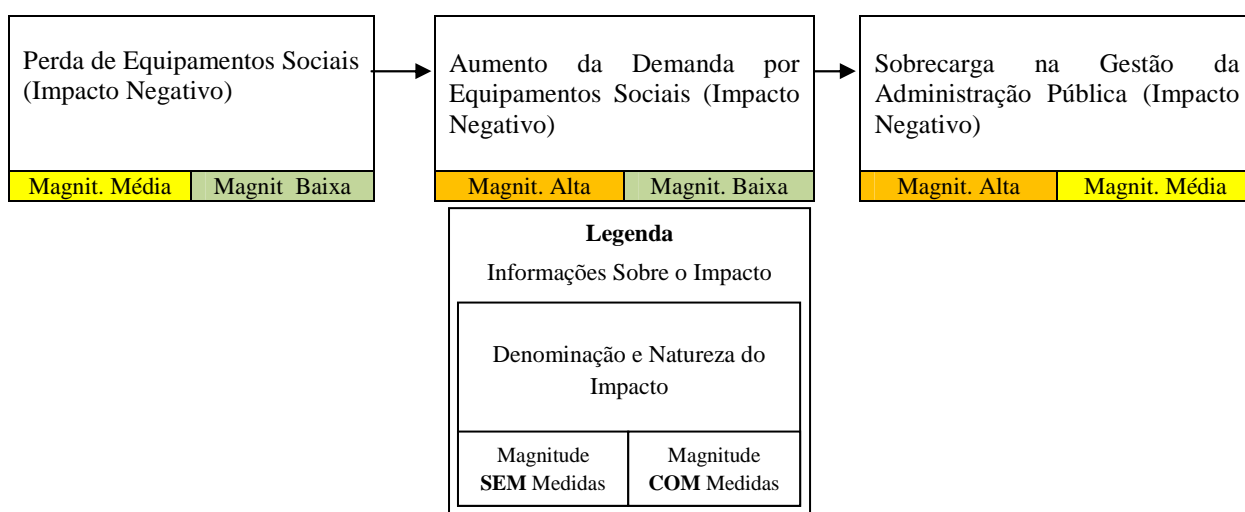 Perda de Equipamentos Sociais
(Impacto Negativo)
Magnit. Média
Magnit Baixa
Aumento da Demanda por
Equipamentos Sociais (Impacto
Negativo)
Magnit. Alta
Magnit. Baixa
Sobrecarga na Gestão da
Administração Pública (Impacto
Negativo)
Magnit. Alta
Magnit. Média
Legenda
Informações Sobre o Impacto
Denominação e Natureza do
Impacto
Magnitude
SEM Medidas
Magnitude
COM Medidas